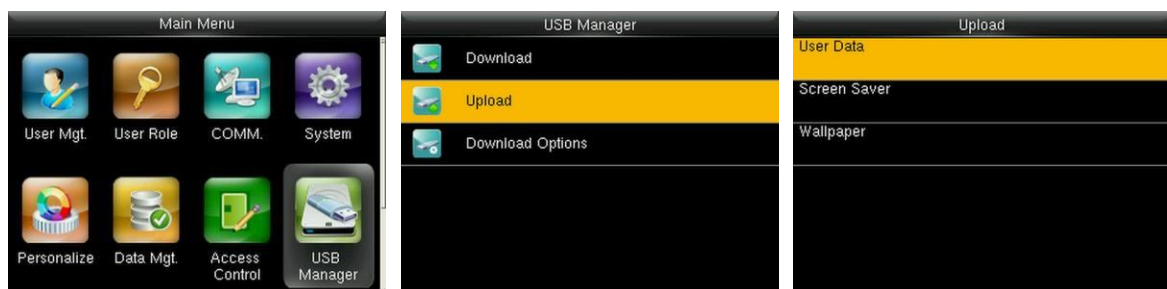 Main Menu
User Mgt.
User Role
COMM.
System
Personalize
Data Mgt.
Access
Control
USB
Manager
USB Manager
Download
Upload
Download Options
Upload
User Data
Screen Saver
Wallpaper